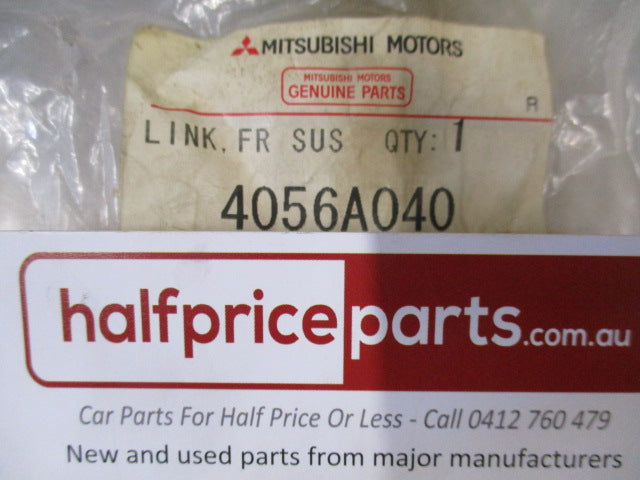 MITSUBISHI MOTORS
MITSUBISHI MOTORS
GENUINE PARTS
R
LINK, FR SUS QTY: 1
4056A040
halfpriceparts.com.au
Car Parts For Half Price Or Less - Call 0412 760 479
New and used parts from major manufacturers